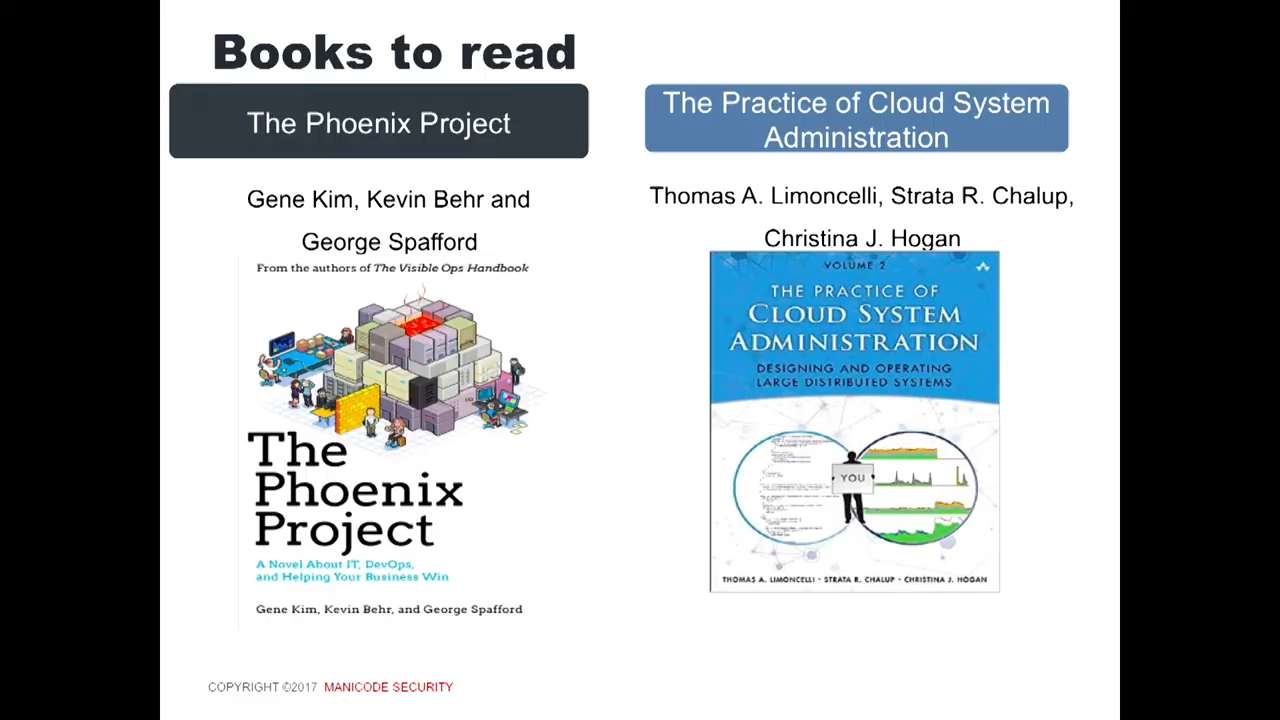 Books to read
The Phoenix Project
Gene Kim, Kevin Behr and
George Spafford
From the authors of The Visible Ops Handbook
The
Phoenix
Project
A Novel About IT, DevOps,
and Helping Your Business Win
Gene Kim, Kevin Behr, and George Spafford
The Practice of Cloud System
Administration
Thomas A. Limoncelli, Strata R. Chalup,
Christina J. Hogan
VOLUME 2
THE PRACTICE OF
CLOUD SYSTEM
ADMINISTRATION
DESIGNING AND OPERATING
LARGE DISTRIBUTED SYSTEMS
YOU
THOMAS A. LIMONCELLI • STRATA R. CHALUP • CHRISTINA J. HOGAN
COPYRIGHT ©2017 MANICODE SECURITY